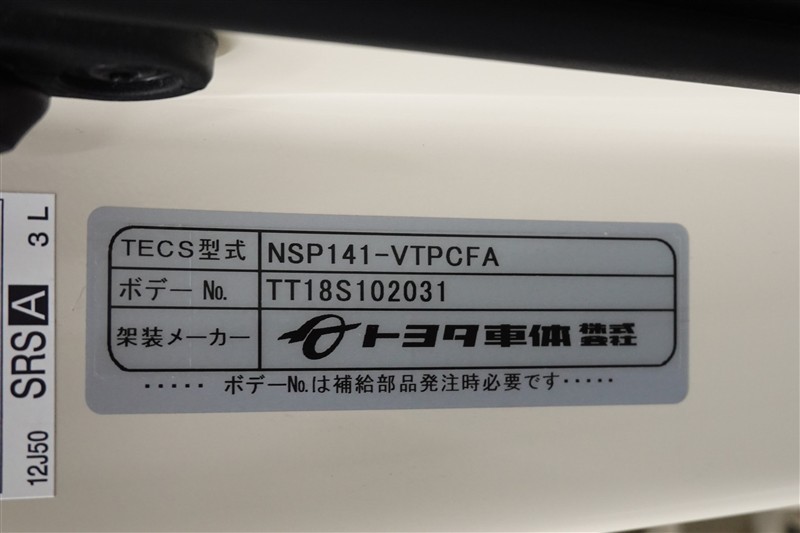 TECS型式 NSP141-VTPCFA
ボデー No. TT18S102031
架装メーカー トヨタ車体 株式会社
・・・・・ ボデーNo.は補給部品発注時必要です・・・・・
3 L
SRS A
12J50